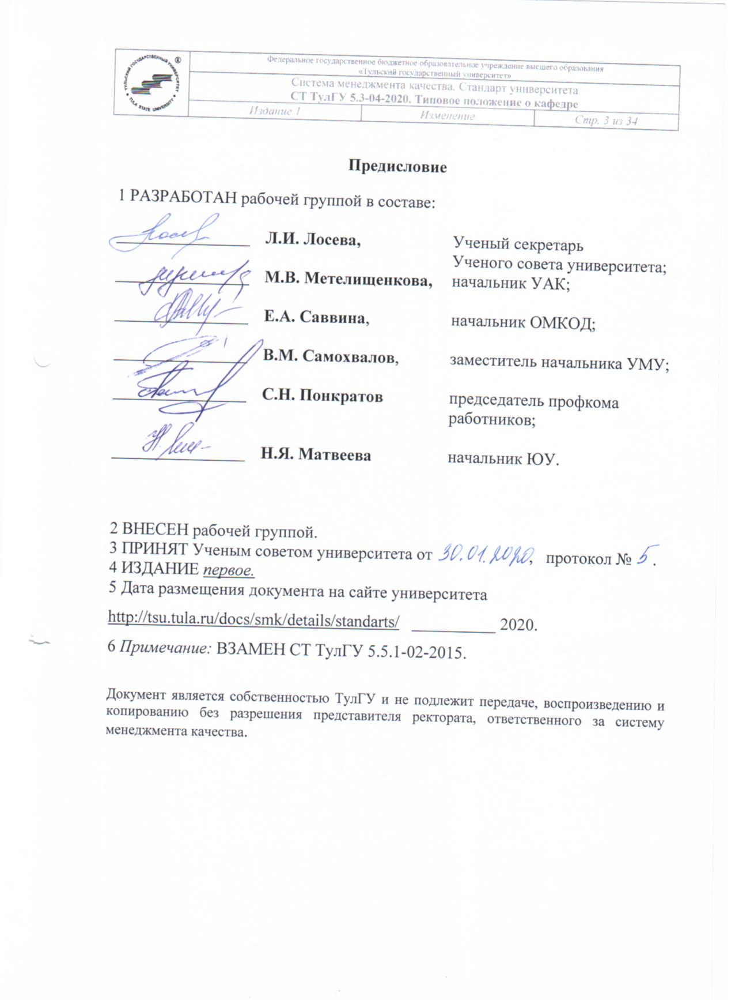 ТУЛЬСКИЙ ГОСУДАРСТВЕННЫЙ УНИВЕРСИТЕТ ®
TULA STATE UNIVERSITY
Федеральное государственное бюджетное образовательное учреждение высшего образования
«Тульский государственный университет»
Система менеджмента качества. Стандарт университета
СТ ТулГУ 5.3-04-2020. Типовое положение о кафедре
Издание 1 Изменение Стр. 3 из 34
Предисловие
1 РАЗРАБОТАН рабочей группой в составе:
Л.И. Лосева, Ученый секретарь
Ученого совета университета;
М.В. Метелищенкова, начальник УАК;
Е.А. Саввина, начальник ОМКОД;
В.М. Самохвалов, заместитель начальника УМУ;
С.Н. Понкратов председатель профкома
работников;
Н.Я. Матвеева начальник ЮУ.
2 ВНЕСЕН рабочей группой.
3 ПРИНЯТ Ученым советом университета от 30.01.2020, протокол № 5.
4 ИЗДАНИЕ первое.
5 Дата размещения документа на сайте университета
http://tsu.tula.ru/docs/smk/details/standarts/ __________ 2020.
6 Примечание: ВЗАМЕН СТ ТулГУ 5.5.1-02-2015.
Документ является собственностью ТулГУ и не подлежит передаче, воспроизведению и
копированию без разрешения представителя ректората, ответственного за систему
менеджмента качества.